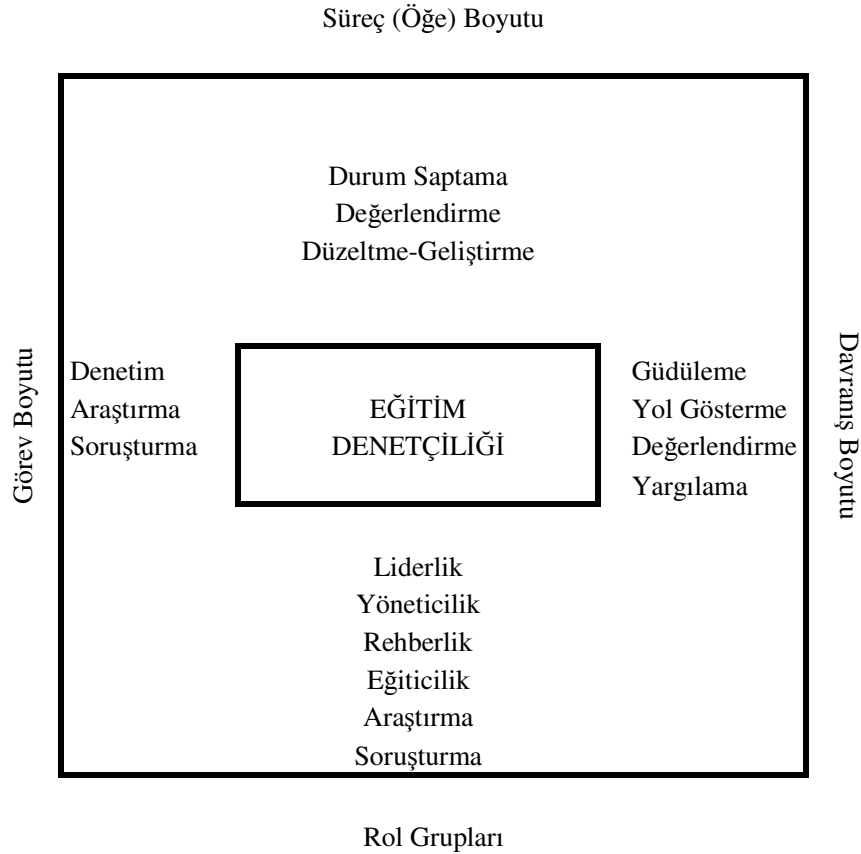 Süreç (Öğe) Boyutu
Durum Saptama
Değerlendirme
Düzeltme-Geliştirme
Görev Boyutu
Denetim
Araştırma
Soruşturma
EĞİTİM
DENETÇİLİĞİ
Güdüleme
Yol Gösterme
Değerlendirme
Yargılama
Davranış Boyutu
Liderlik
Yöneticilik
Rehberlik
Eğiticilik
Araştırma
Soruşturma
Rol Grupları